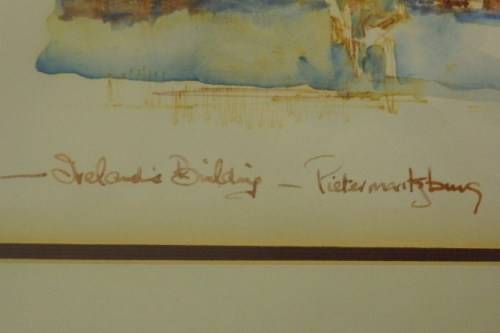 — Ireland's Building — Pietermaritzburg